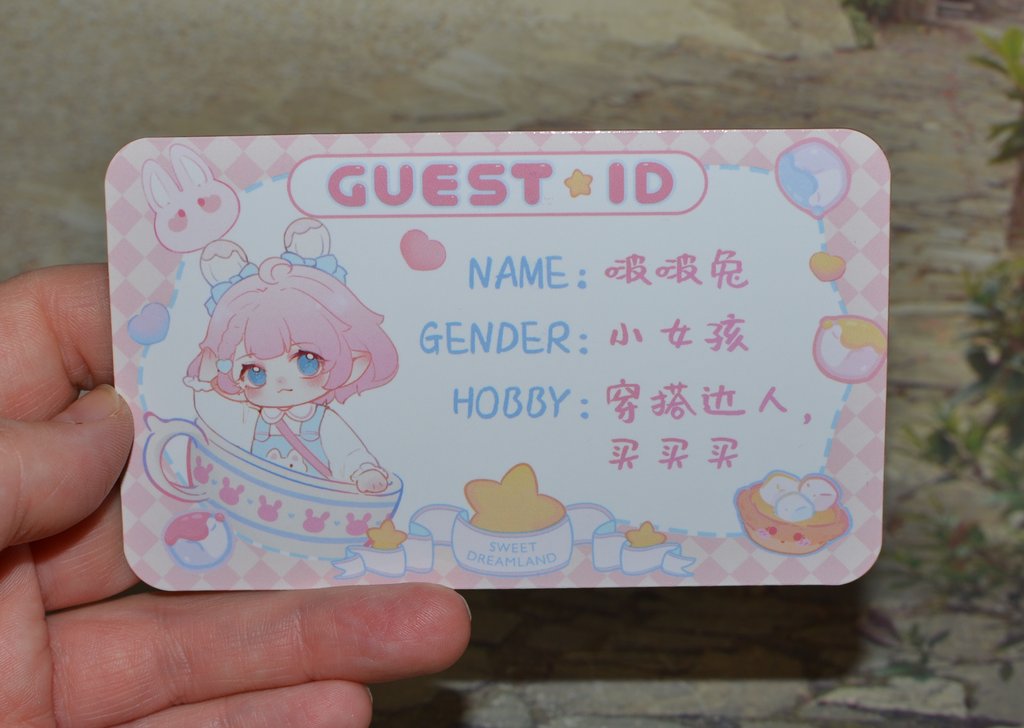 GUEST ID
NAME: 啵啵兔
GENDER: 小女孩
HOBBY: 穿搭边人,
买买买
SWEET
DREAMLAND